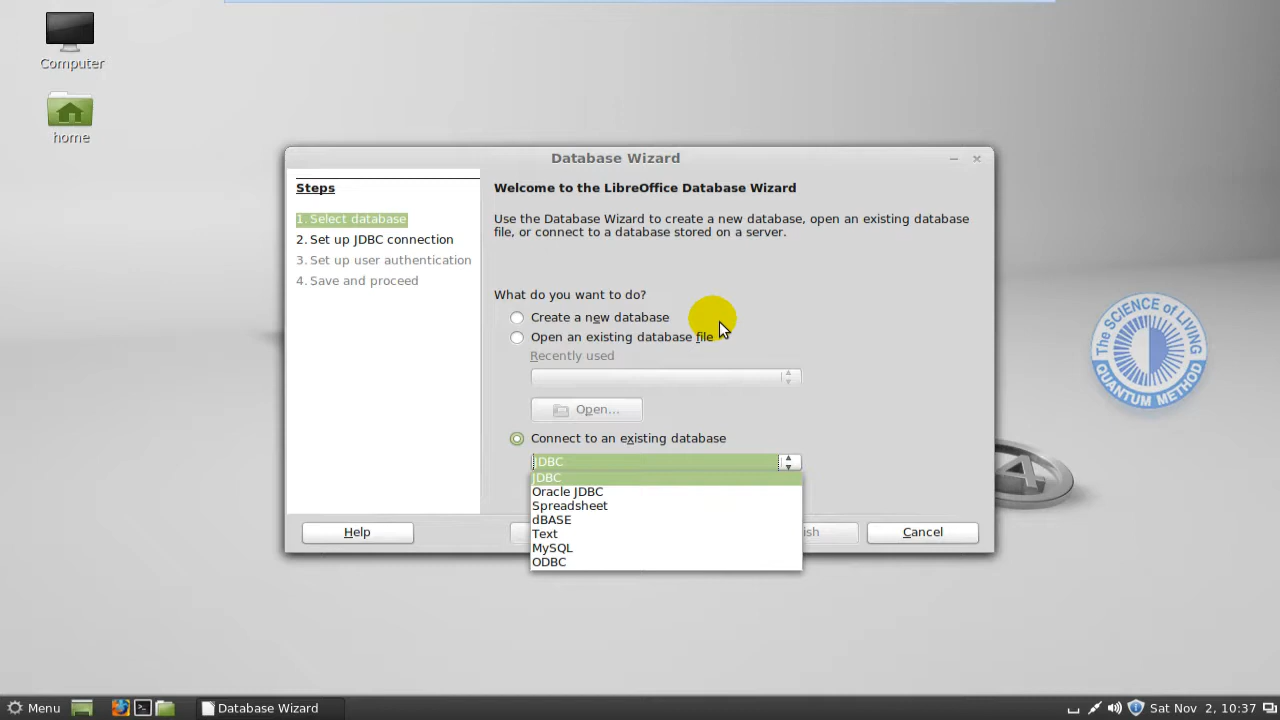 Computer
home
Database Wizard
Steps
1. Select database
2. Set up JDBC connection
3. Set up user authentication
4. Save and proceed
Welcome to the LibreOffice Database Wizard
Use the Database Wizard to create a new database, open an existing database
file, or connect to a database stored on a server.
What do you want to do?
Create a new database
Open an existing database file
Recently used
Open...
Connect to an existing database
JDBC
JDBC
Oracle JDBC
Spreadsheet
dBASE
Text
MySQL
ODBC
Help
ish
Cancel
The SCIENCE of LIVING
QUANTUM METHOD
Menu
Database Wizard
Sat Nov 2, 10:37